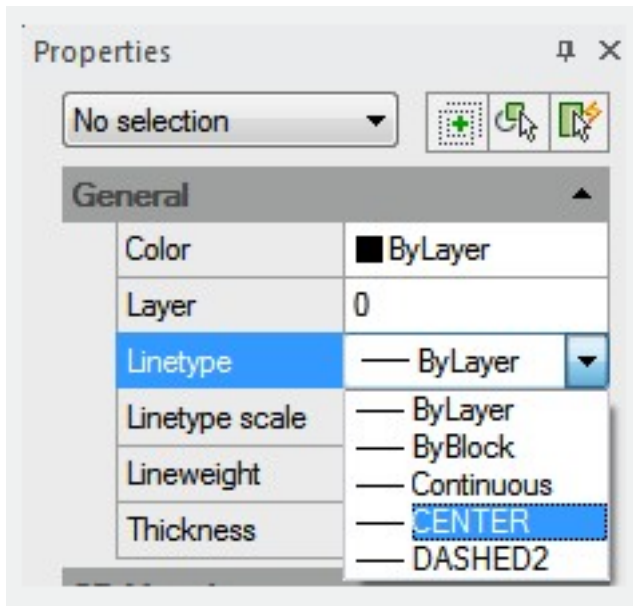 Properties
No selection
General
Color ByLayer
Layer 0
Linetype ByLayer
Linetype scale ByLayer
Lineweight ByBlock
Thickness Continuous
CENTER
DASHED2